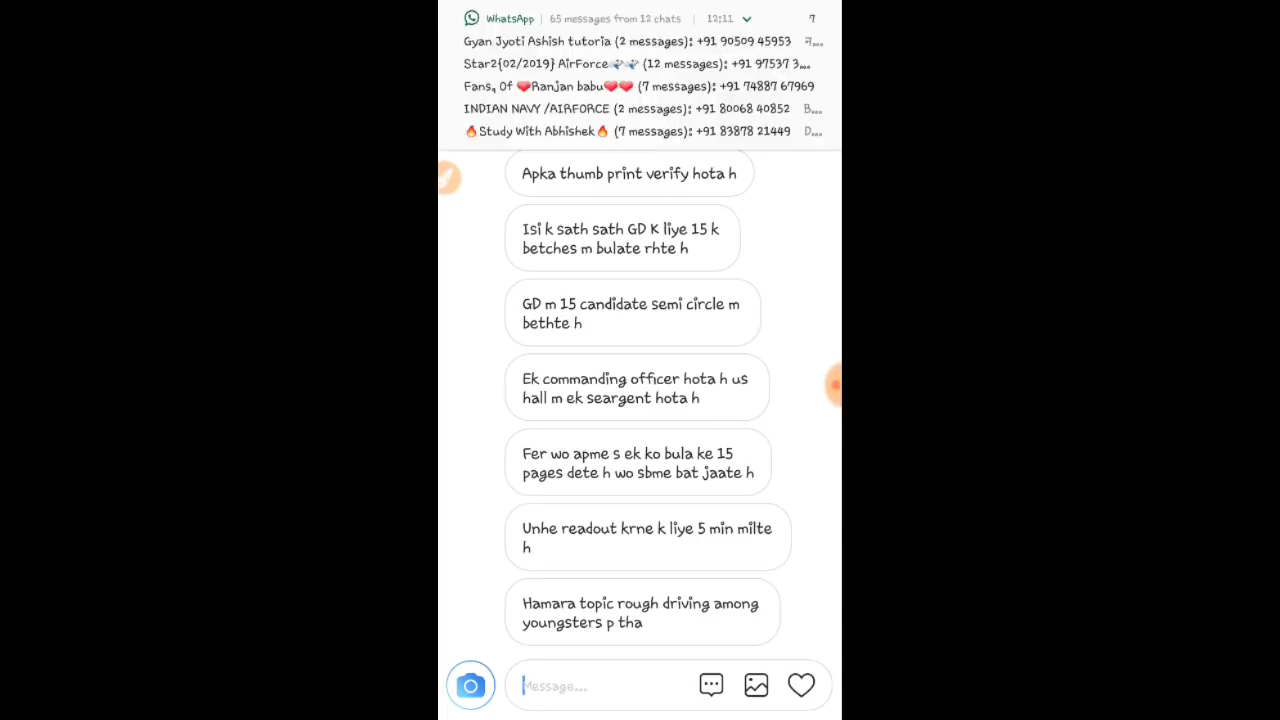 WhatsApp | 65 messages from 12 chats | 12:11 7
Gyan Jyoti Ashish tutoria (2 messages): +91 90509 45953 न...
Star2{02/2019} AirForce🛫🛫 (12 messages): +91 97537 3...
Fans, Of ❤️Ranjan babu❤️❤️ (7 messages): +91 74887 67969
INDIAN NAVY /AIRFORCE (2 messages): +91 80068 40852 B...
🔥Study With Abhishek🔥 (7 messages): +91 83878 21449 D...
Apka thumb print verify hota h
Isi k sath sath GD K liye 15 k
betches m bulate rhte h
GD m 15 candidate semi circle m
bethte h
Ek commanding officer hota h us
hall m ek seargent hota h
Fer wo apme s ek ko bula ke 15
pages dete h wo sbme bat jaate h
Unhe readout krne k liye 5 min milte
h
Hamara topic rough driving among
youngsters p tha
Message...